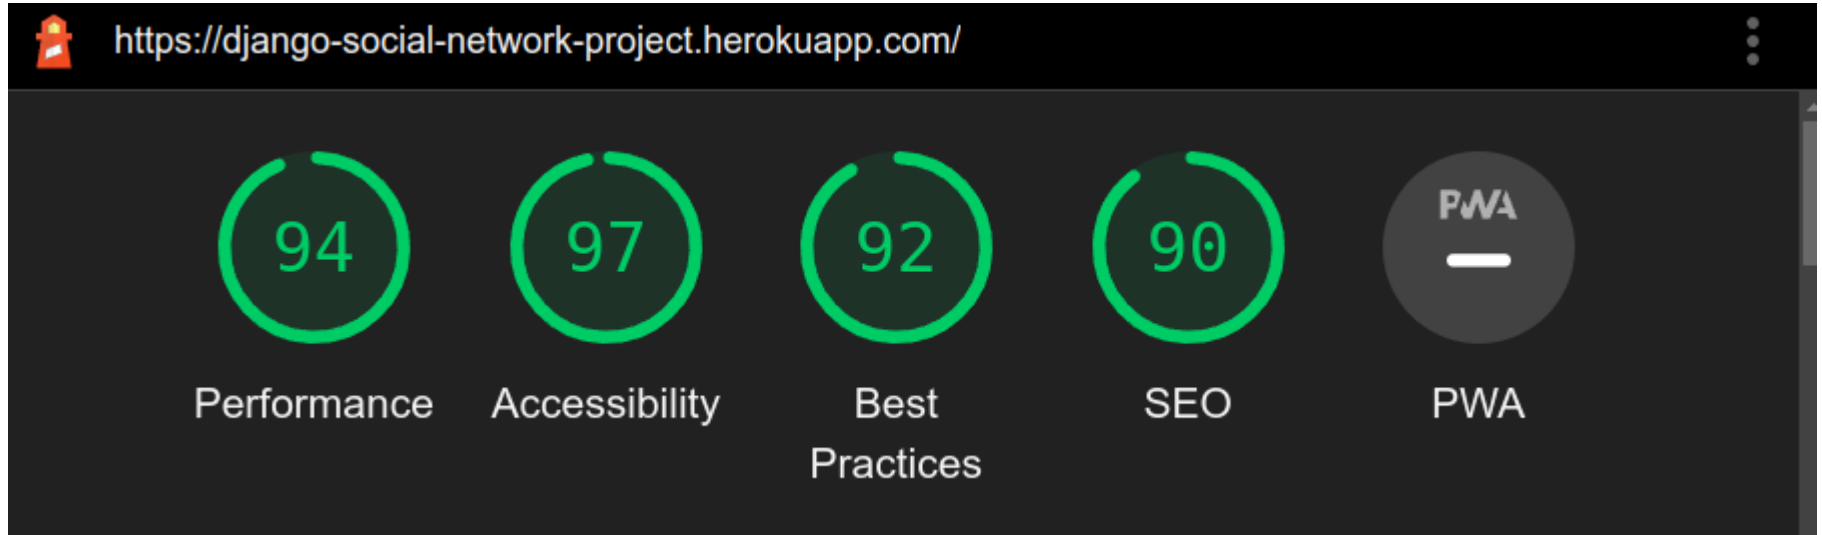 https://django-social-network-project.herokuapp.com/
94
97
92
90
PWA
Performance
Accessibility
Best
Practices
SEO
PWA